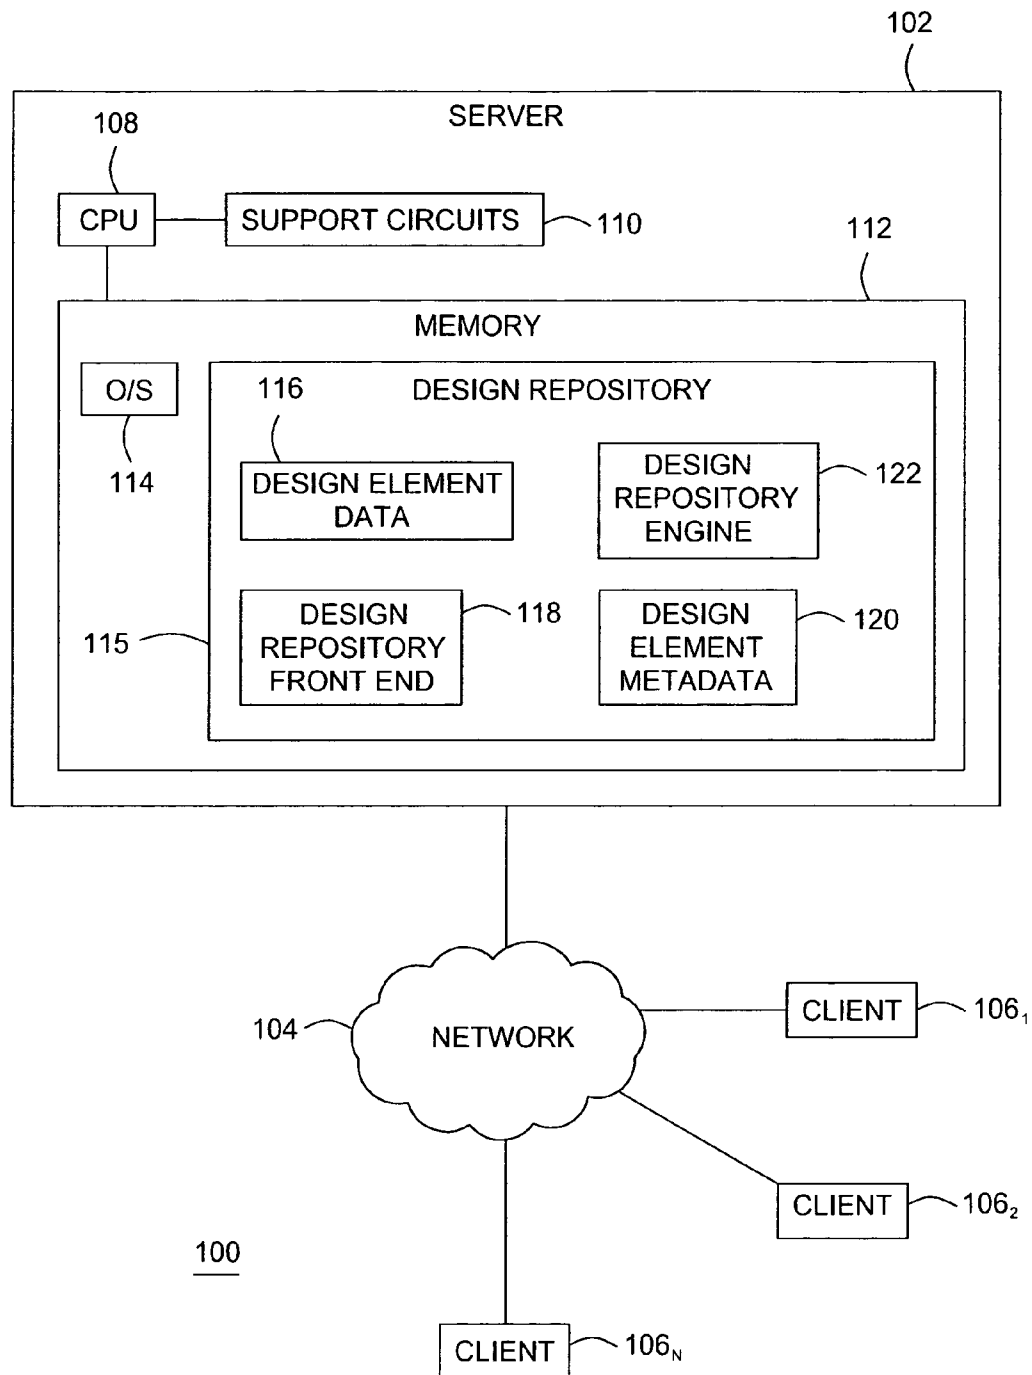 102
SERVER
108
CPU
SUPPORT CIRCUITS
110
112
MEMORY
O/S
114
116
DESIGN REPOSITORY
DESIGN ELEMENT
DATA
DESIGN
REPOSITORY
ENGINE
122
115
DESIGN
REPOSITORY
FRONT END
118
DESIGN
ELEMENT
METADATA
120
104
NETWORK
CLIENT
106₁
CLIENT
106₂
100
CLIENT
106_N